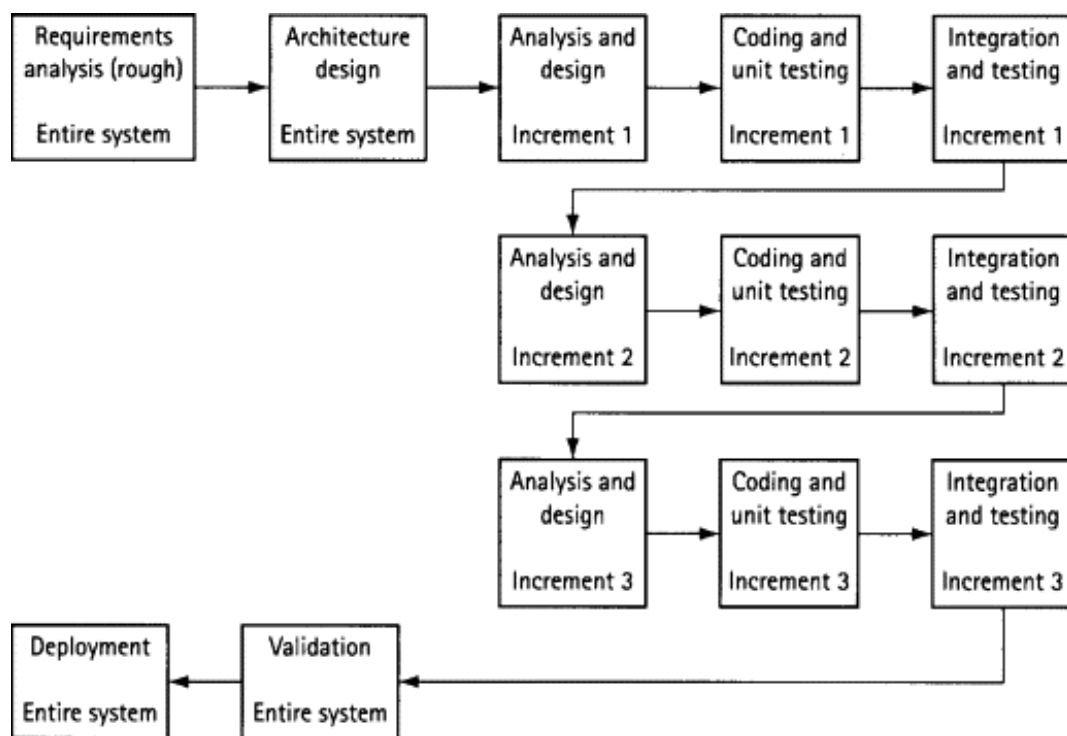 Requirements
analysis (rough)
Entire system
Architecture
design
Entire system
Analysis and
design
Increment 1
Coding and
unit testing
Increment 1
Integration
and testing
Increment 1
Analysis and
design
Increment 2
Coding and
unit testing
Increment 2
Integration
and testing
Increment 2
Analysis and
design
Increment 3
Coding and
unit testing
Increment 3
Integration
and testing
Increment 3
Deployment
Entire system
Validation
Entire system